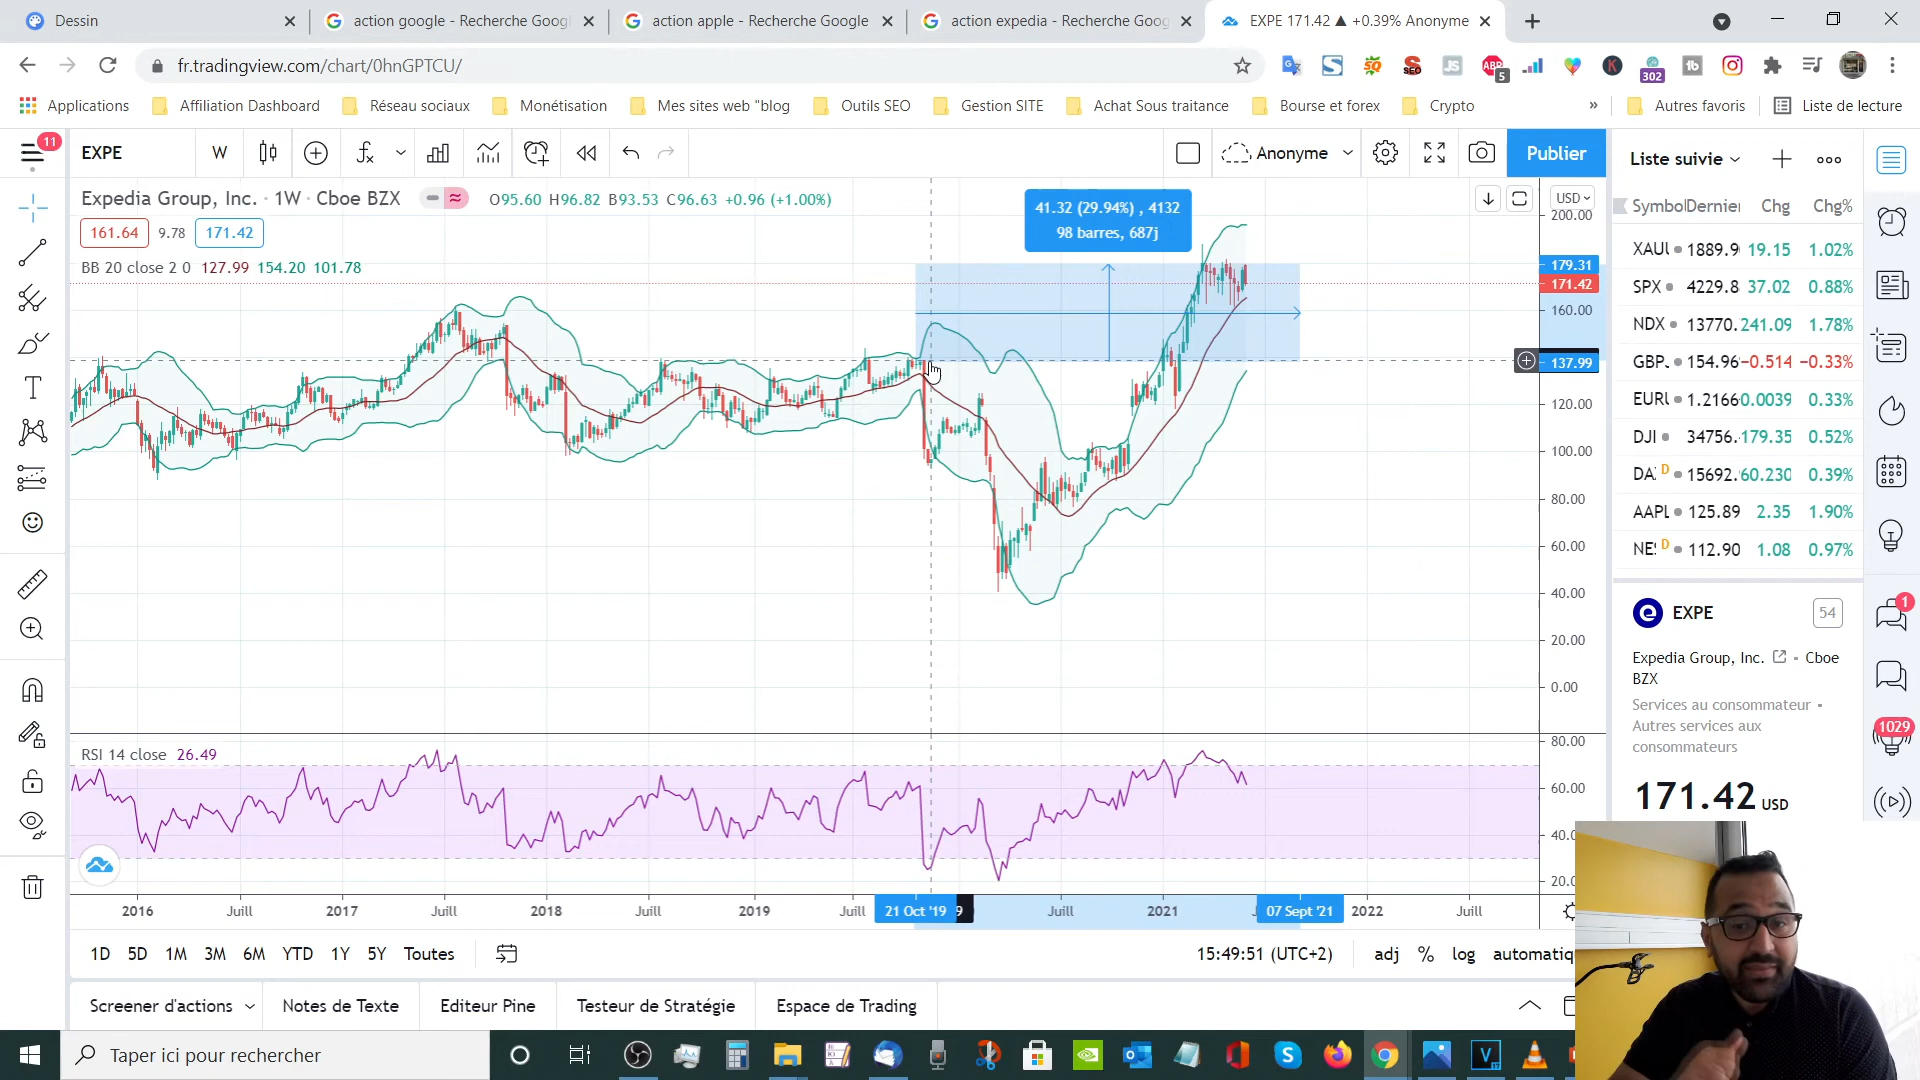 Dessin
action google - Recherche Goog
action apple - Recherche Google
action expedia - Recherche Goog
EXPE 171.42 ▲ +0.39% Anonyme
fr.tradingview.com/chart/0hnGPTCU/
SEO
JS
ABP
5
K
302
Applications
Affiliation Dashboard
Réseau sociaux
Monétisation
Mes sites web "blog
Outils SEO
Gestion SITE
Achat Sous traitance
Bourse et forex
Crypto
»
Autres favoris
Liste de lecture
11
EXPE
W
Anonyme
Publier
Liste suivie
Expedia Group, Inc. · 1W · Cboe BZX
O95.60 H96.82 B93.53 C96.63 +0.96 (+1.00%)
161.64
9.78
171.42
BB 20 close 2 0 127.99 154.20 101.78
41.32 (29.94%) , 4132
98 barres, 687j
USD
200.00
179.31
171.42
160.00
137.99
120.00
100.00
80.00
60.00
40.00
20.00
0.00
RSI 14 close 26.49
80.00
60.00
40.
20.
2016
Juill
2017
Juill
2018
Juill
2019
Juill
21 Oct '19
9
Juill
2021
07 Sept '21
2022
Juill
1D
5D
1M
3M
6M
YTD
1Y
5Y
Toutes
15:49:51 (UTC+2)
adj
%
log
automatiq
Screener d'actions
Notes de Texte
Editeur Pine
Testeur de Stratégie
Espace de Trading
Symbol
Dernier
Chg
Chg%
XAUI 1889.9 19.15 1.02%
SPX 4229.8 37.02 0.88%
NDX 13770. 241.09 1.78%
GBP. 154.96 −0.514 −0.33%
EURI 1.2166 0.0039 0.33%
DJI 34756. 179.35 0.52%
DA D 15692. 60.230 0.39%
AAPL 125.89 2.35 1.90%
NE D 112.90 1.08 0.97%
EXPE
54
Expedia Group, Inc. · Cboe
BZX
Services au consommateur ·
Autres services aux
consommateurs
171.42 USD
1
1029
Taper ici pour rechercher